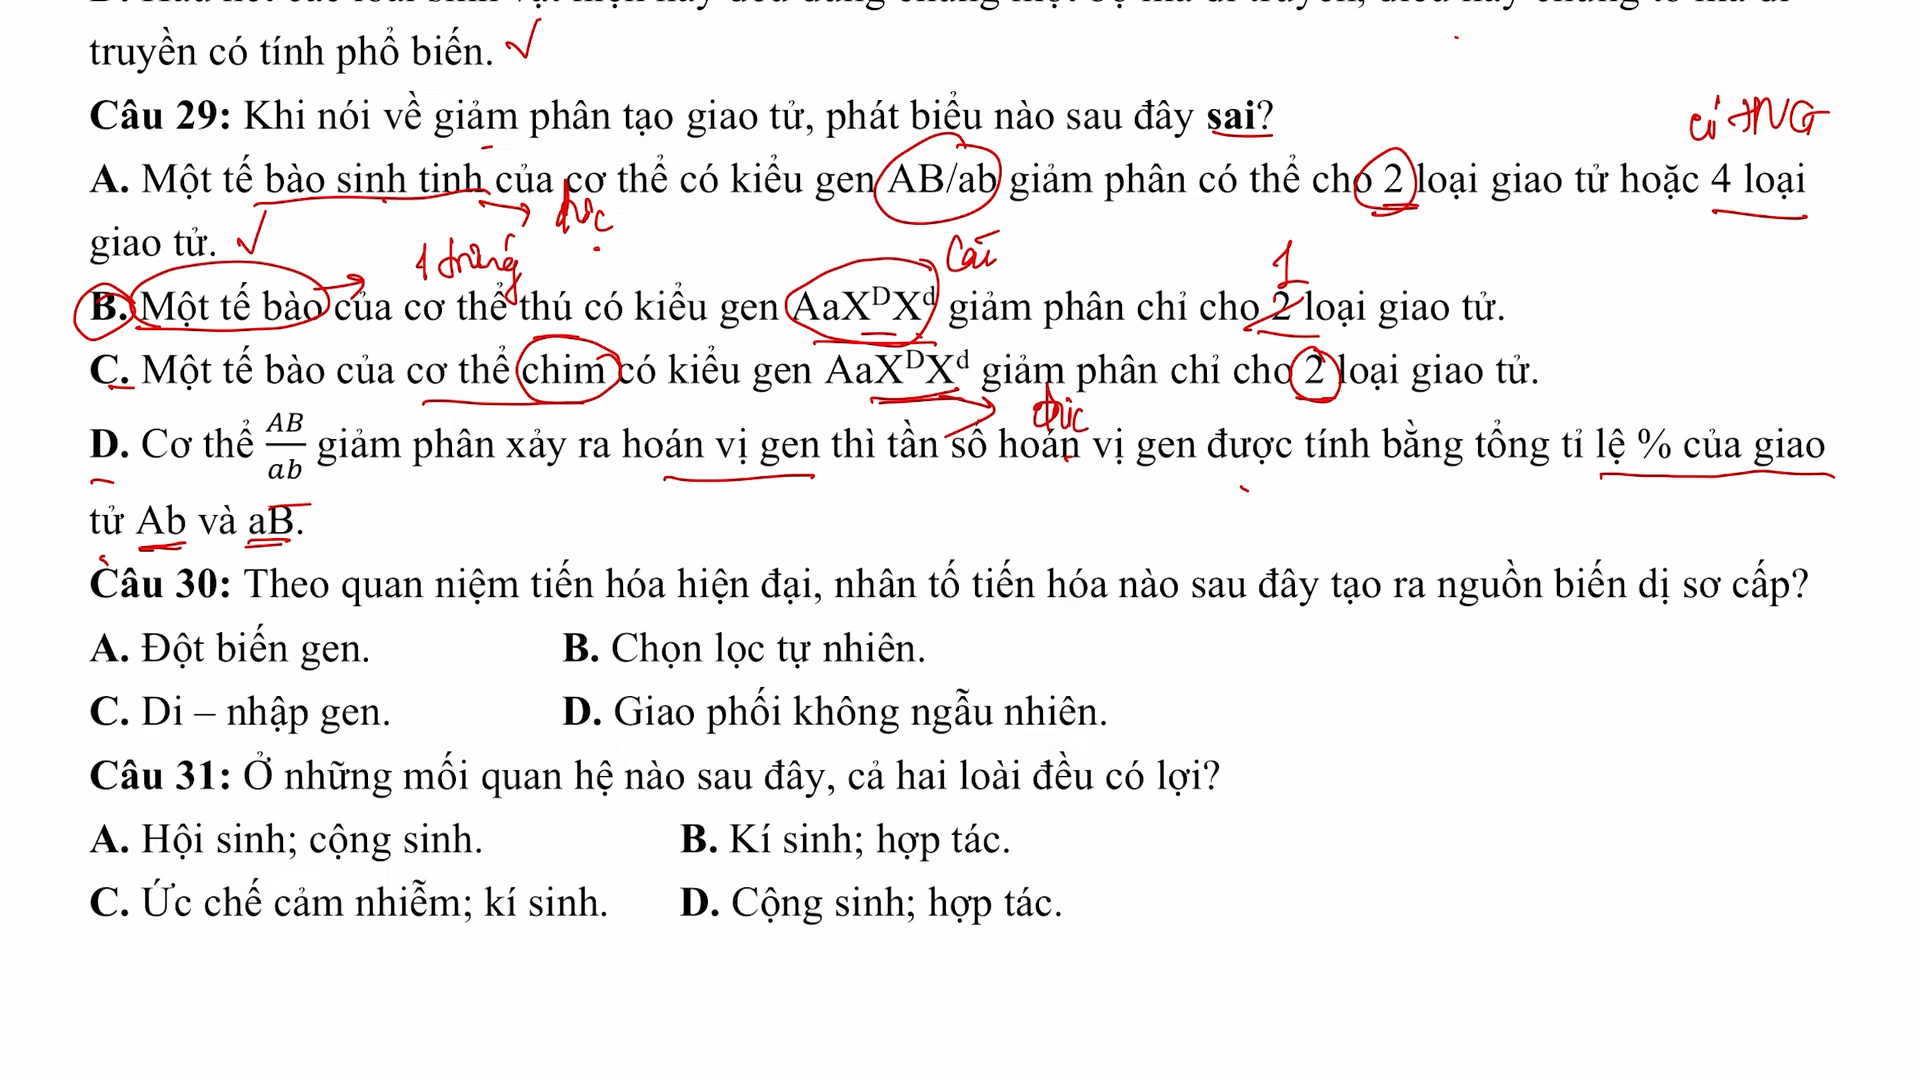 truyền có tính phổ biến. ✓
Câu 29: Khi nói về giảm phân tạo giao tử, phát biểu nào sau đây sai?
có HVG
A. Một tế bào sinh tinh của cơ thể có kiểu gen AB/ab giảm phân có thể cho 2 loại giao tử hoặc 4 loại
đực
giao tử. ✓
1 trứng
Cái
1
B. Một tế bào của cơ thể thú có kiểu gen AaXᴰXᵈ giảm phân chỉ cho 2 loại giao tử.
C. Một tế bào của cơ thể chim có kiểu gen AaXᴰXᵈ giảm phân chỉ cho 2 loại giao tử.
đực
D. Cơ thể AB/ab giảm phân xảy ra hoán vị gen thì tần số hoán vị gen được tính bằng tổng tỉ lệ % của giao
tử Ab và aB.
Câu 30: Theo quan niệm tiến hóa hiện đại, nhân tố tiến hóa nào sau đây tạo ra nguồn biến dị sơ cấp?
A. Đột biến gen. B. Chọn lọc tự nhiên.
C. Di – nhập gen. D. Giao phối không ngẫu nhiên.
Câu 31: Ở những mối quan hệ nào sau đây, cả hai loài đều có lợi?
A. Hội sinh; cộng sinh. B. Kí sinh; hợp tác.
C. Ức chế cảm nhiễm; kí sinh. D. Cộng sinh; hợp tác.